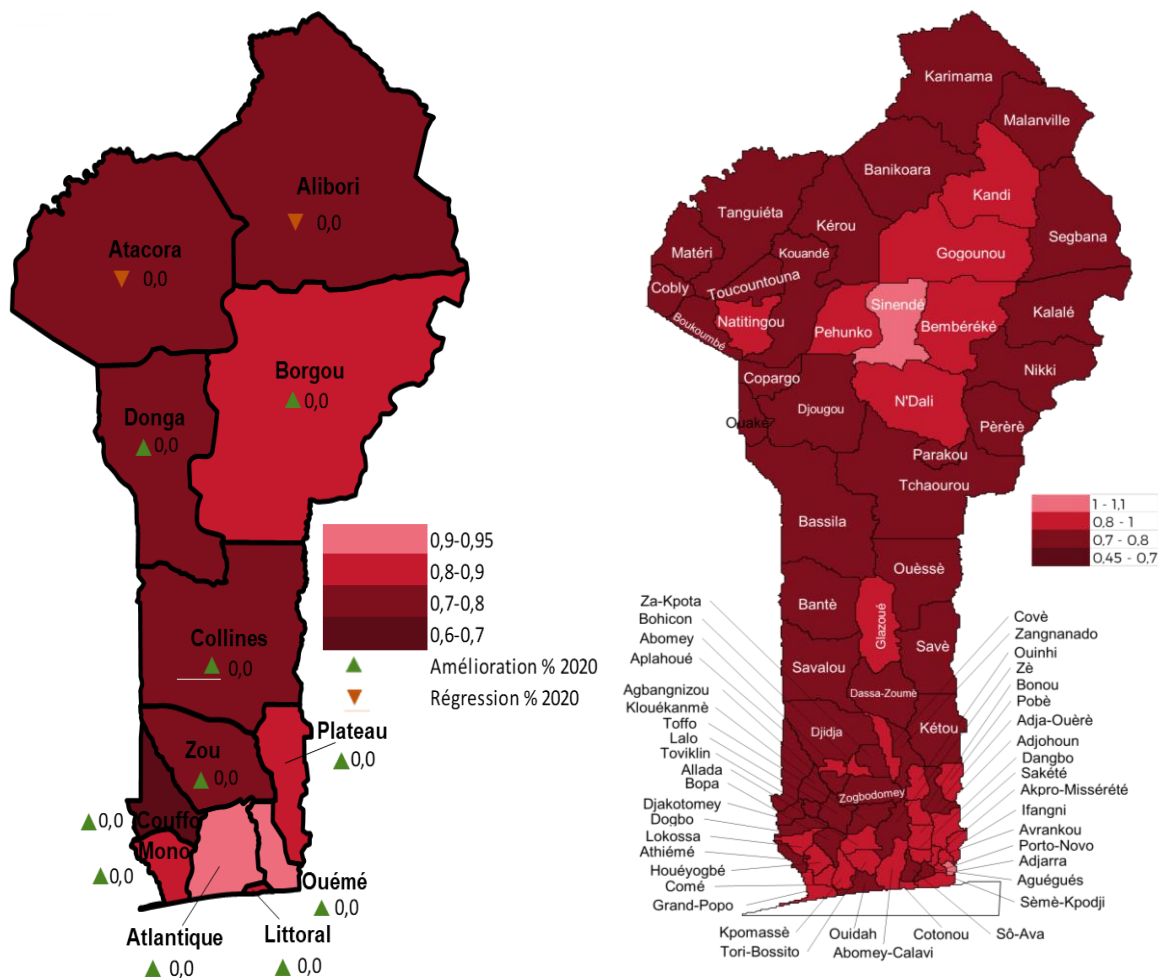 Alibori
0,0
Atacora
0,0
Borgou
0,0
Donga
0,0
0,9-0,95
0,8-0,9
0,7-0,8
0,6-0,7
Amélioration % 2020
Régression % 2020
Collines
0,0
Plateau
0,0
Zou
0,0
Couffo
0,0
Mono
0,0
Ouémé
0,0
Atlantique
0,0
Littoral
0,0
Karimama
Malanville
Banikoara
Kandi
Tanguiéta
Kérou
Segbana
Matéri
Kouandé
Gogounou
Cobly
Toucountouna
Sinendé
Kalalé
Natitingou
Pehunko
Bembéréké
Boukoumbé
Nikki
Copargo
N'Dali
Djougou
Ouaké
Pèrèrè
Parakou
Tchaourou
1 - 1,1
0,8 - 1
0,7 - 0,8
0,45 - 0,7
Bassila
Ouèssè
Bantè
Glazoué
Savè
Savalou
Dassa-Zoumè
Djidja
Kétou
Zogbodomey
Za-Kpota
Bohicon
Abomey
Aplahoué
Agbangnizou
Klouékanmè
Toffo
Lalo
Toviklin
Allada
Bopa
Djakotomey
Dogbo
Lokossa
Athiémé
Houéyogbé
Comé
Grand-Popo
Kpomassè
Tori-Bossito
Ouidah
Abomey-Calavi
Cotonou
Sô-Ava
Covè
Zangnanado
Ouinhi
Zè
Bonou
Pobè
Adja-Ouèrè
Adjohoun
Dangbo
Sakété
Akpro-Missérété
Ifangni
Avrankou
Porto-Novo
Adjarra
Aguégués
Sèmè-Kpodji